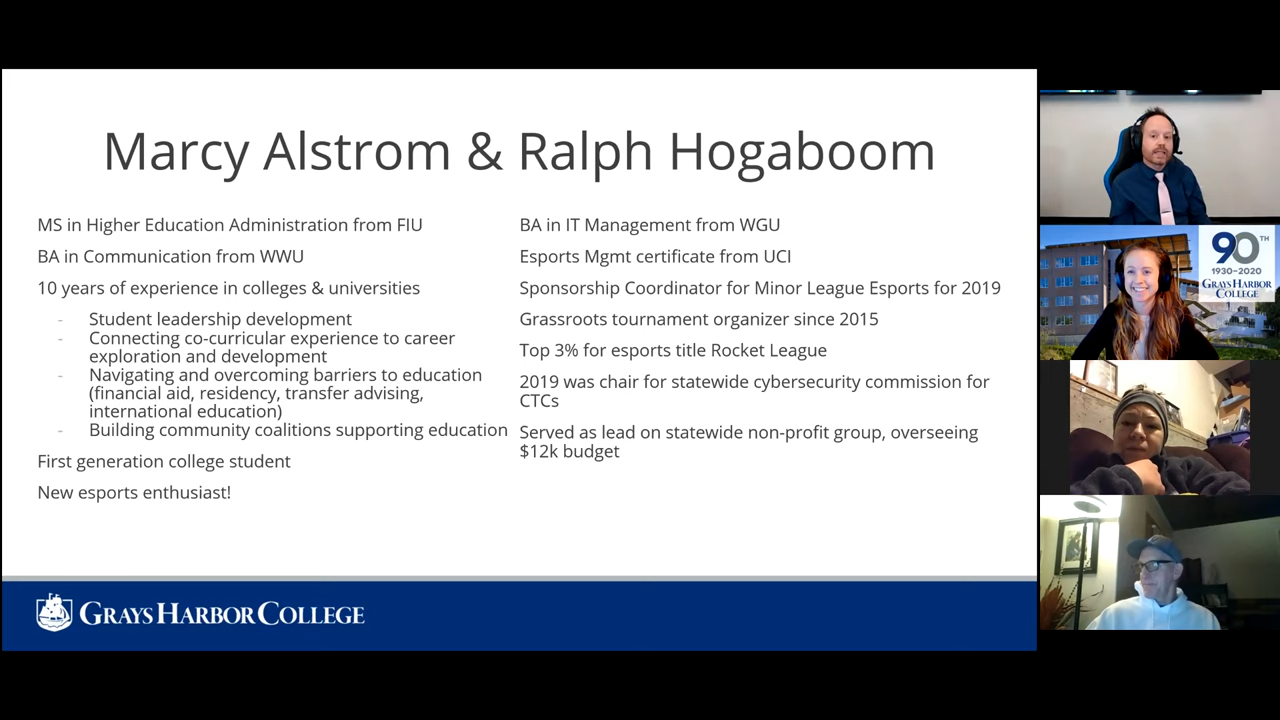 Marcy Alstrom & Ralph Hogaboom
MS in Higher Education Administration from FIU
BA in Communication from WWU
10 years of experience in colleges & universities
- Student leadership development
- Connecting co-curricular experience to career
exploration and development
- Navigating and overcoming barriers to education
(financial aid, residency, transfer advising,
international education)
- Building community coalitions supporting education
First generation college student
New esports enthusiast!
BA in IT Management from WGU
Esports Mgmt certificate from UCI
Sponsorship Coordinator for Minor League Esports for 2019
Grassroots tournament organizer since 2015
Top 3% for esports title Rocket League
2019 was chair for statewide cybersecurity commission for
CTCs
Served as lead on statewide non-profit group, overseeing
$12k budget
GRAYS HARBOR COLLEGE
90TH
1930-2020
GRAYS HARBOR
COLLEGE